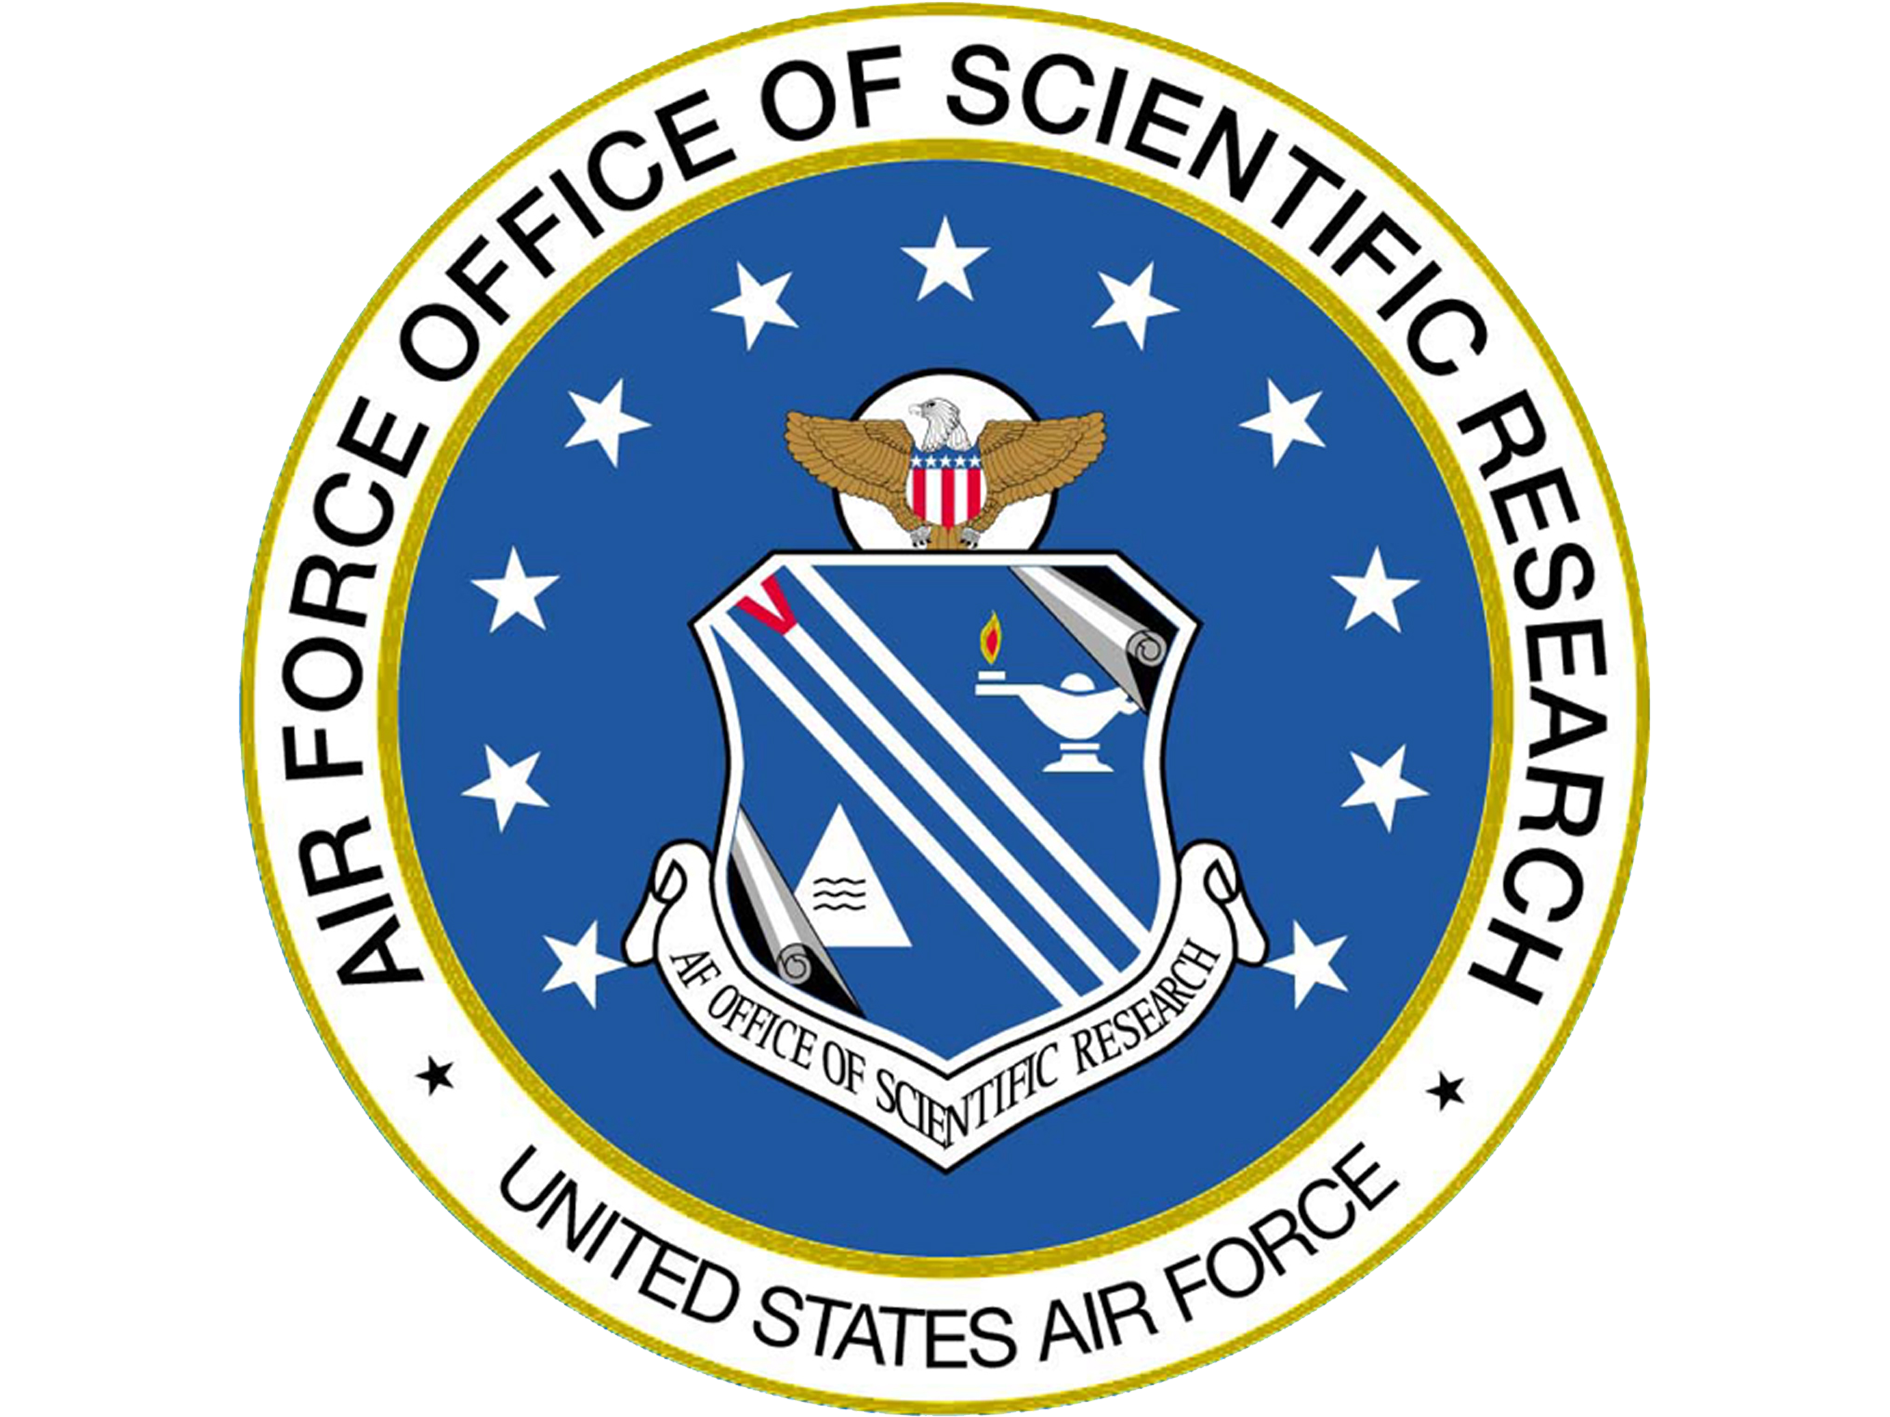 AIR FORCE OFFICE OF SCIENTIFIC RESEARCH
V
AF OFFICE OF SCIENTIFIC RESEARCH
UNITED STATES AIR FORCE